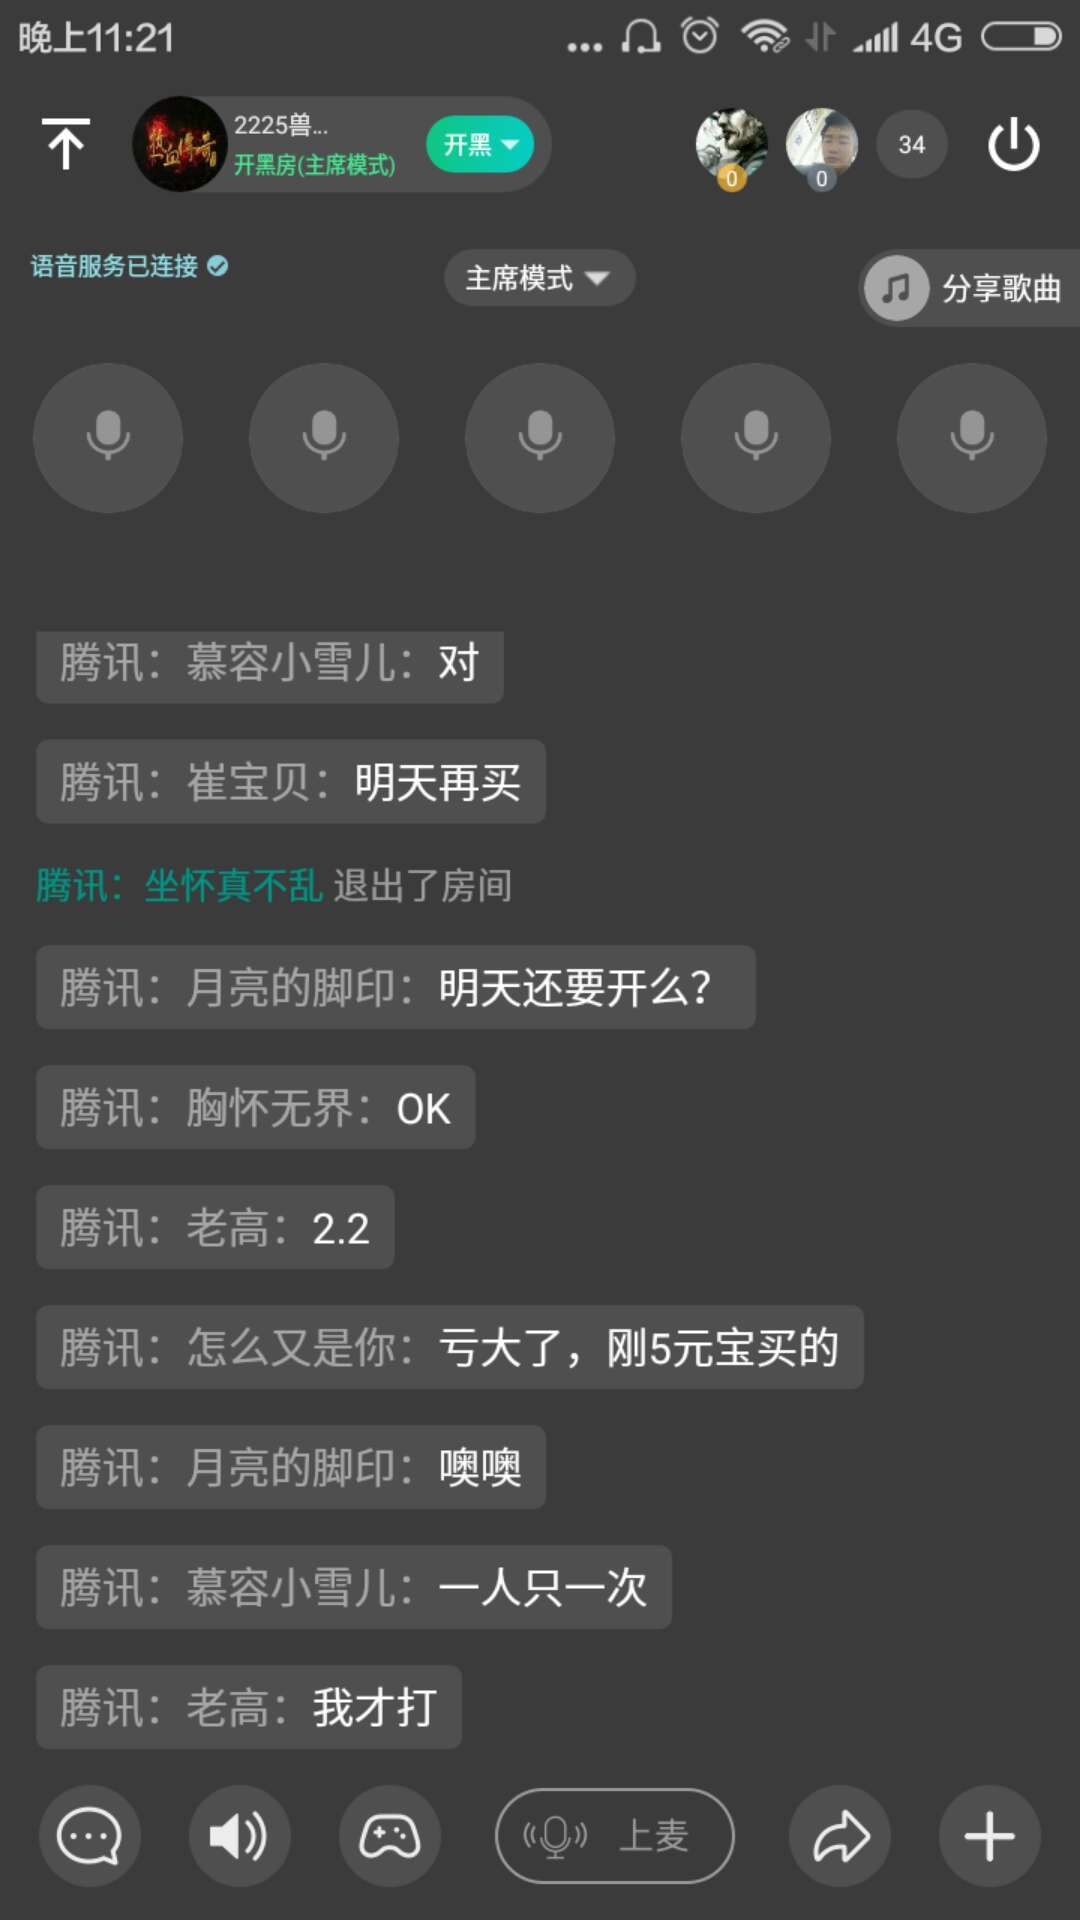 晚上11:21
4G
热血传奇
2225兽...
开黑房(主席模式)
开黑
0
0
34
语音服务已连接
主席模式
分享歌曲
腾讯：慕容小雪儿：对
腾讯：崔宝贝：明天再买
腾讯：坐怀真不乱 退出了房间
腾讯：月亮的脚印：明天还要开么？
腾讯：胸怀无界：OK
腾讯：老高：2.2
腾讯：怎么又是你：亏大了，刚5元宝买的
腾讯：月亮的脚印：噢噢
腾讯：慕容小雪儿：一人只一次
腾讯：老高：我才打
上麦